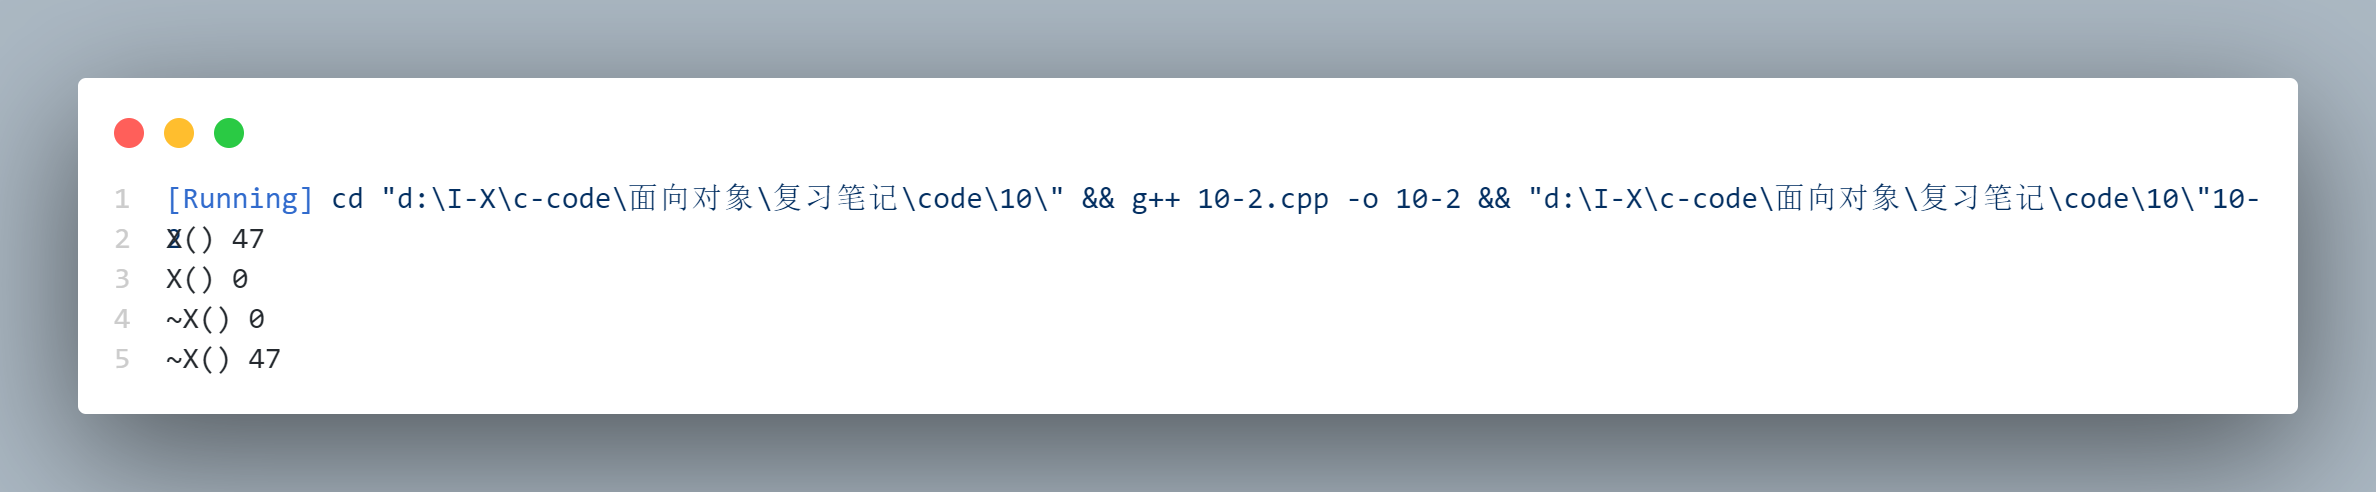 1 [Running] cd "d:\I-X\c-code\面向对象\复习笔记\code\10\" && g++ 10-2.cpp -o 10-2 && "d:\I-X\c-code\面向对象\复习笔记\code\10\"10-2
2 X() 47
3 X() 0
4 ~X() 0
5 ~X() 47